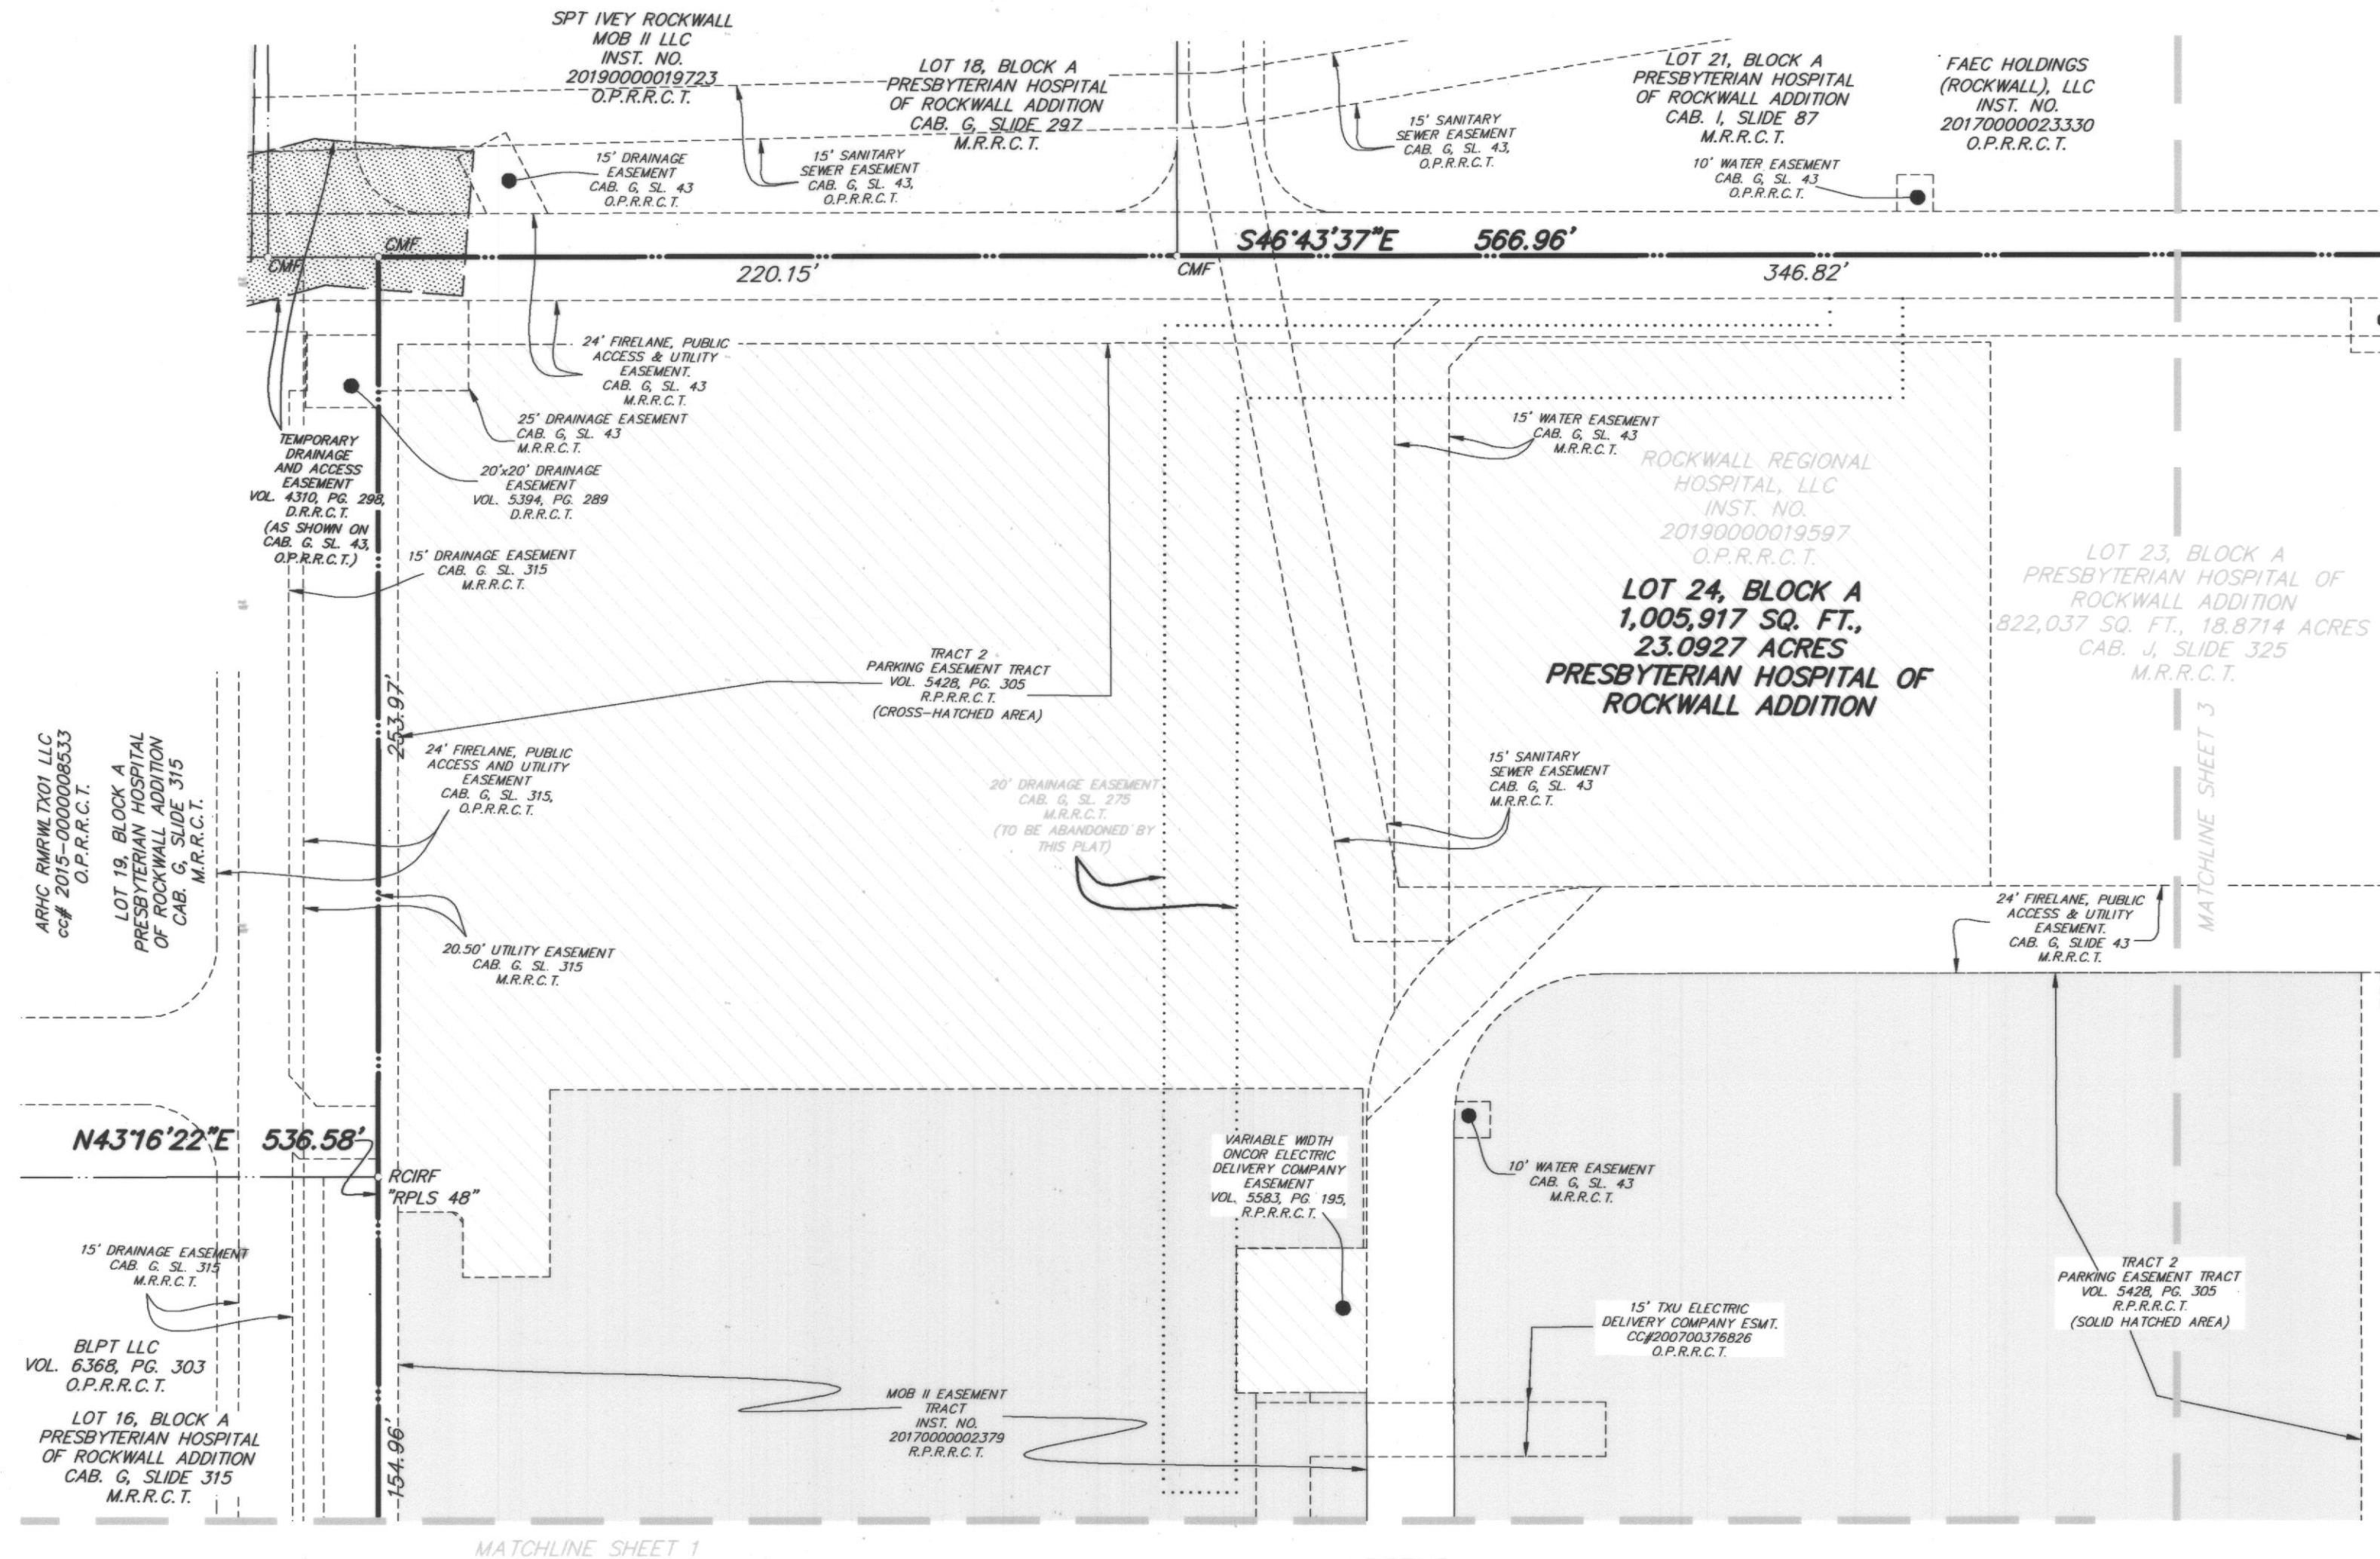 SPT IVEY ROCKWALL
MOB II LLC
INST. NO.
20190000019723
O.P.R.R.C.T.
LOT 18, BLOCK A
PRESBYTERIAN HOSPITAL
OF ROCKWALL ADDITION
CAB. G, SLIDE 297
M.R.R.C.T.
LOT 21, BLOCK A
PRESBYTERIAN HOSPITAL
OF ROCKWALL ADDITION
CAB. I, SLIDE 87
M.R.R.C.T.
FAEC HOLDINGS
(ROCKWALL), LLC
INST. NO.
20170000023330
O.P.R.R.C.T.
15' DRAINAGE
EASEMENT
CAB. G, SL. 43
O.P.R.R.C.T.
15' SANITARY
SEWER EASEMENT
CAB. G, SL. 43,
O.P.R.R.C.T.
15' SANITARY
SEWER EASEMENT
CAB. G, SL. 43,
O.P.R.R.C.T.
10' WATER EASEMENT
CAB. G, SL. 43
O.P.R.R.C.T.
CMF
CMF
S46°43'37"E 566.96'
220.15'
CMF
346.82'
24' FIRELANE, PUBLIC
ACCESS & UTILITY
EASEMENT.
CAB. G, SL. 43
M.R.R.C.T.
25' DRAINAGE EASEMENT
CAB. G, SL. 43
M.R.R.C.T.
20'x20' DRAINAGE
EASEMENT
VOL. 5394, PG. 289
D.R.R.C.T.
TEMPORARY
DRAINAGE
AND ACCESS
EASEMENT
VOL. 4310, PG. 298,
D.R.R.C.T.
(AS SHOWN ON
CAB. G. SL. 43,
O.P.R.R.C.T.)
15' DRAINAGE EASEMENT
CAB. G. SL. 315
M.R.R.C.T.
15' WATER EASEMENT
CAB. G, SL. 43
M.R.R.C.T.
ROCKWALL REGIONAL
HOSPITAL, LLC
INST. NO.
20190000019597
O.P.R.R.C.T.
LOT 24, BLOCK A
1,005,917 SQ. FT.,
23.0927 ACRES
PRESBYTERIAN HOSPITAL OF
ROCKWALL ADDITION
LOT 23, BLOCK A
PRESBYTERIAN HOSPITAL OF
ROCKWALL ADDITION
822,037 SQ. FT., 18.8714 ACRES
CAB. J, SLIDE 325
M.R.R.C.T.
MATCHLINE SHEET 3
TRACT 2
PARKING EASEMENT TRACT
VOL. 5428, PG. 305
R.P.R.R.C.T.
(CROSS-HATCHED AREA)
253.97'
ARHC RMRWLTX01 LLC
cc# 2015-0000008533
O.P.R.R.C.T.
LOT 19, BLOCK A
PRESBYTERIAN HOSPITAL
OF ROCKWALL ADDITION
CAB. G, SLIDE 315
M.R.R.C.T.
24' FIRELANE, PUBLIC
ACCESS AND UTILITY
EASEMENT
CAB. G, SL. 315,
O.P.R.R.C.T.
20' DRAINAGE EASEMENT
CAB. G, SL. 275
M.R.R.C.T.
(TO BE ABANDONED BY
THIS PLAT)
15' SANITARY
SEWER EASEMENT
CAB. G, SL. 43
M.R.R.C.T.
20.50' UTILITY EASEMENT
CAB. G. SL. 315
M.R.R.C.T.
24' FIRELANE, PUBLIC
ACCESS & UTILITY
EASEMENT.
CAB. G, SLIDE 43
M.R.R.C.T.
N43°16'22"E 536.58'
RCIRF
"RPLS 48"
VARIABLE WIDTH
ONCOR ELECTRIC
DELIVERY COMPANY
EASEMENT
VOL. 5583, PG. 195,
R.P.R.R.C.T.
10' WATER EASEMENT
CAB. G, SL. 43
M.R.R.C.T.
15' DRAINAGE EASEMENT
CAB. G. SL. 315
M.R.R.C.T.
BLPT LLC
VOL. 6368, PG. 303
O.P.R.R.C.T.
LOT 16, BLOCK A
PRESBYTERIAN HOSPITAL
OF ROCKWALL ADDITION
CAB. G, SLIDE 315
M.R.R.C.T.
154.96'
MOB II EASEMENT
TRACT
INST. NO.
20170000002379
R.P.R.R.C.T.
15' TXU ELECTRIC
DELIVERY COMPANY ESMT.
CC#200700376826
O.P.R.R.C.T.
TRACT 2
PARKING EASEMENT TRACT
VOL. 5428, PG. 305
R.P.R.R.C.T.
(SOLID HATCHED AREA)
MATCHLINE SHEET 1